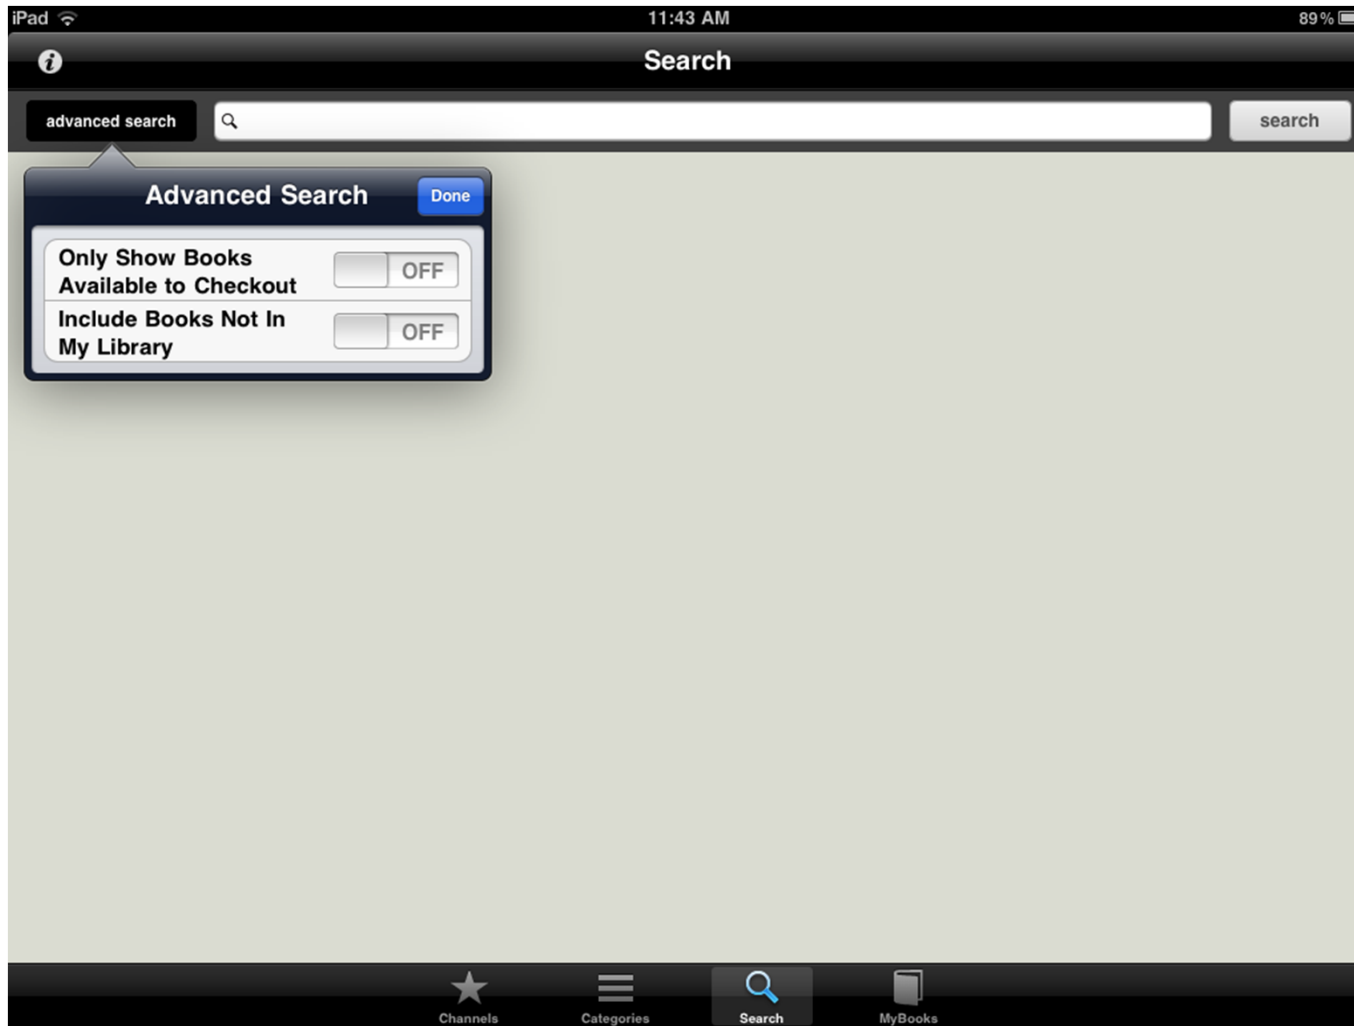 iPad 11:43 AM 89%
Search
advanced search search
Advanced Search Done
Only Show Books
Available to Checkout OFF
Include Books Not In
My Library OFF
Channels Categories Search MyBooks